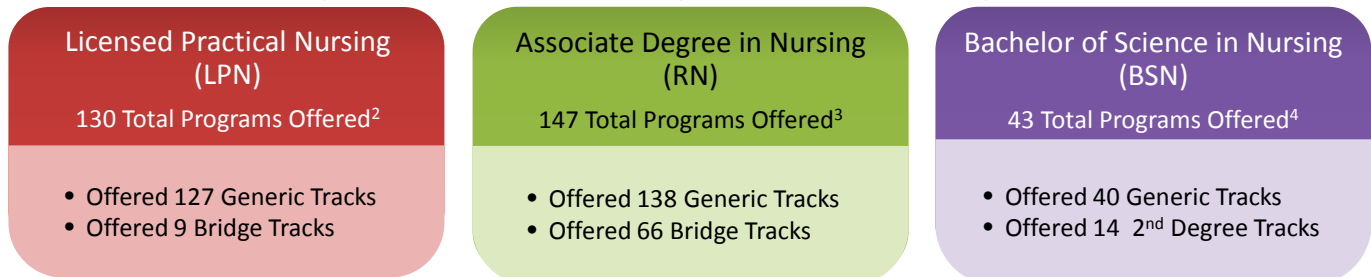 Licensed Practical Nursing
(LPN)
130 Total Programs Offered2
• Offered 127 Generic Tracks
• Offered 9 Bridge Tracks
Associate Degree in Nursing
(RN)
147 Total Programs Offered3
• Offered 138 Generic Tracks
• Offered 66 Bridge Tracks
Bachelor of Science in Nursing
(BSN)
43 Total Programs Offered4
• Offered 40 Generic Tracks
• Offered 14 2nd Degree Tracks